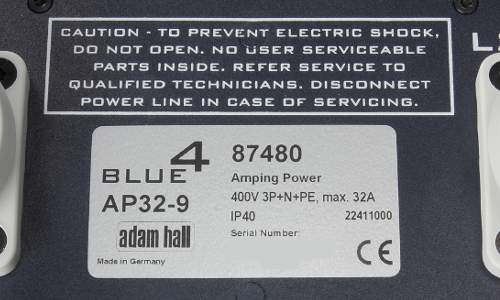 CAUTION - TO PREVENT ELECTRIC SHOCK,
DO NOT OPEN. NO USER SERVICEABLE
PARTS INSIDE. REFER SERVICE TO
QUALIFIED TECHNICIANS. DISCONNECT
POWER LINE IN CASE OF SERVICING.
BLUE 4
AP32-9
adam hall
Made in Germany
87480
Amping Power
400V 3P+N+PE, max. 32A
IP40 22411000
Serial Number:
CE